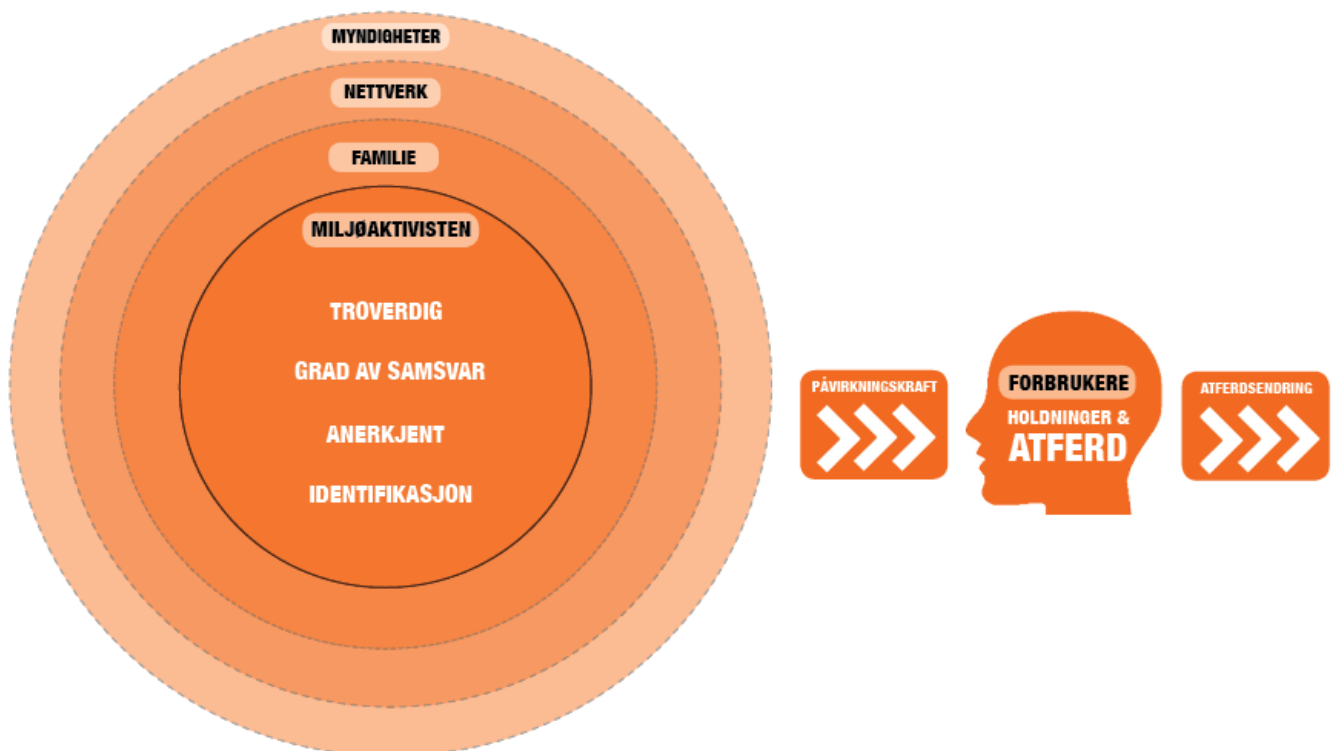 MYNDIGHETER
NETTVERK
FAMILIE
MILJØAKTIVISTEN
TROVERDIG
GRAD AV SAMSVAR
ANERKJENT
IDENTIFIKASJON
PÅVIRKNINGSKRAFT
FORBRUKERE
HOLDNINGER &
ATFERD
ATFERDSENDRING